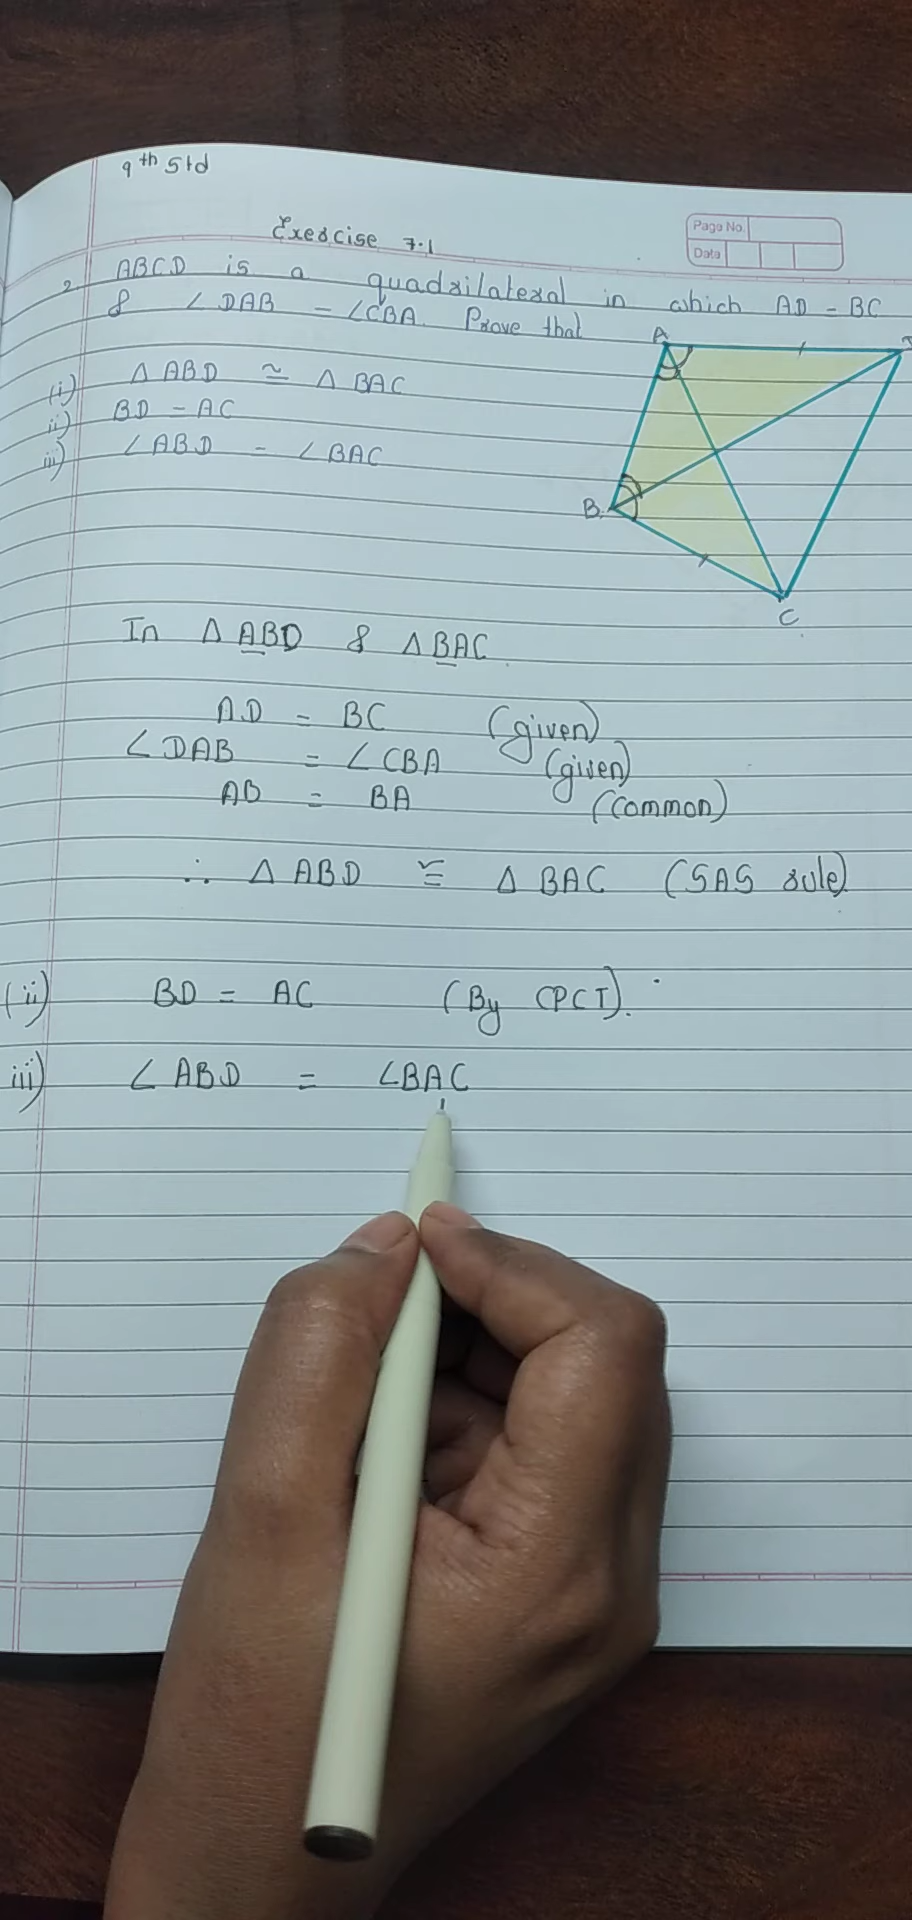 9th Std
Exercise 7.1
Page No.
Date
2. ABCD is a quadrilateral in which AD = BC
& ∠DAB = ∠CBA. Prove that
(i) Δ ABD ≅ Δ BAC
ii) BD = AC
iii) ∠ABD = ∠BAC
A
D
B
C
In Δ ABD & Δ BAC.
AD = BC (given)
∠DAB = ∠CBA (given)
AB = BA (common)
∴ Δ ABD ≅ Δ BAC (SAS rule)
(ii) BD = AC (By CPCT).
iii) ∠ABD = ∠BAC